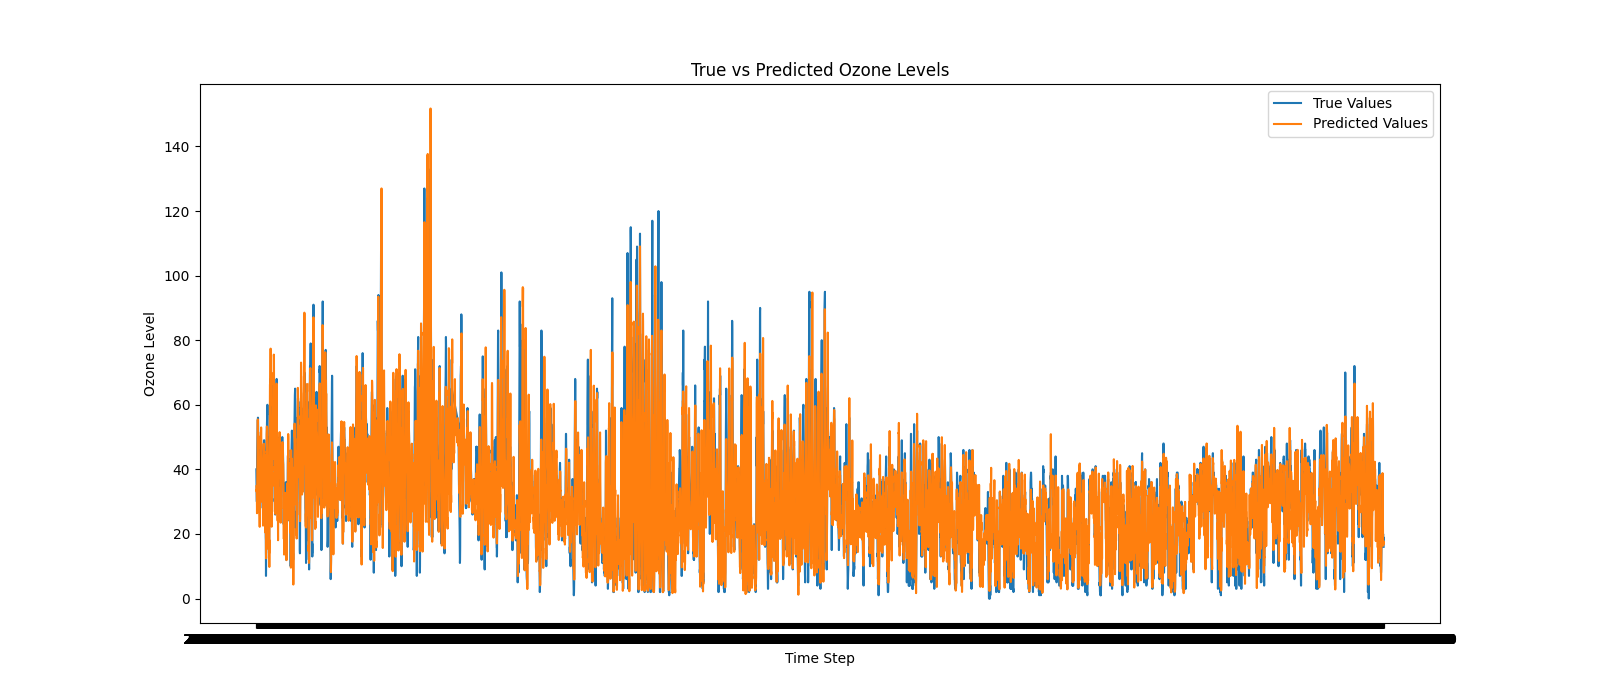 True vs Predicted Ozone Levels
True Values
Predicted Values
140
120
100
80
60
40
20
0
Ozone Level
Time Step